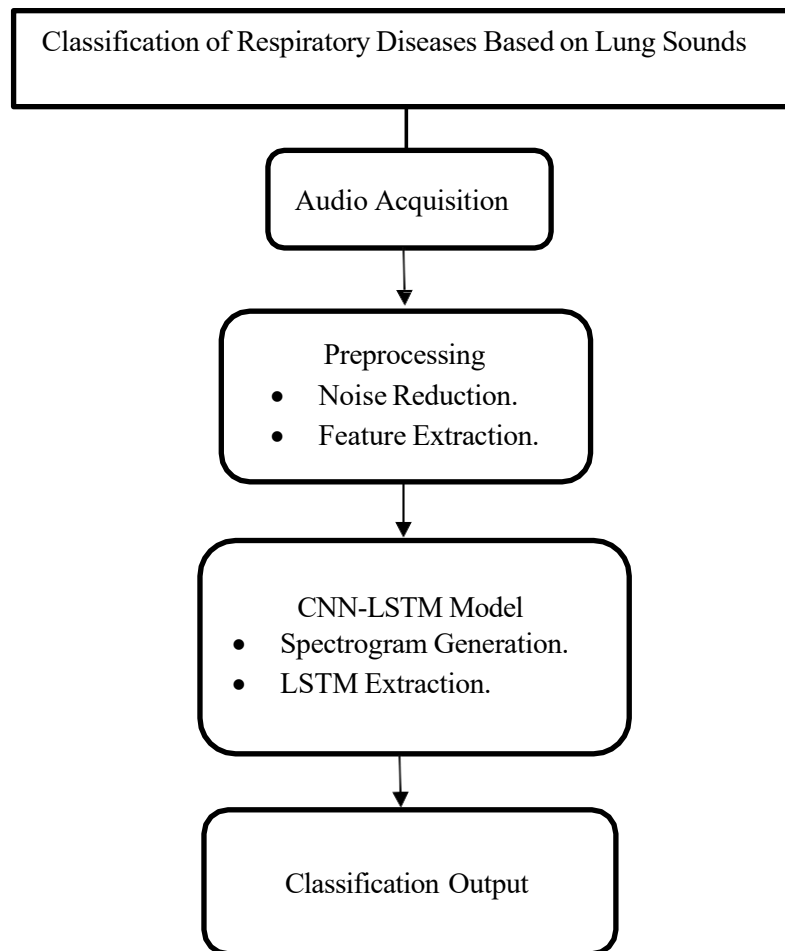 Classification of Respiratory Diseases Based on Lung Sounds
Audio Acquisition
Preprocessing
• Noise Reduction.
• Feature Extraction.
CNN-LSTM Model
• Spectrogram Generation.
• LSTM Extraction.
Classification Output